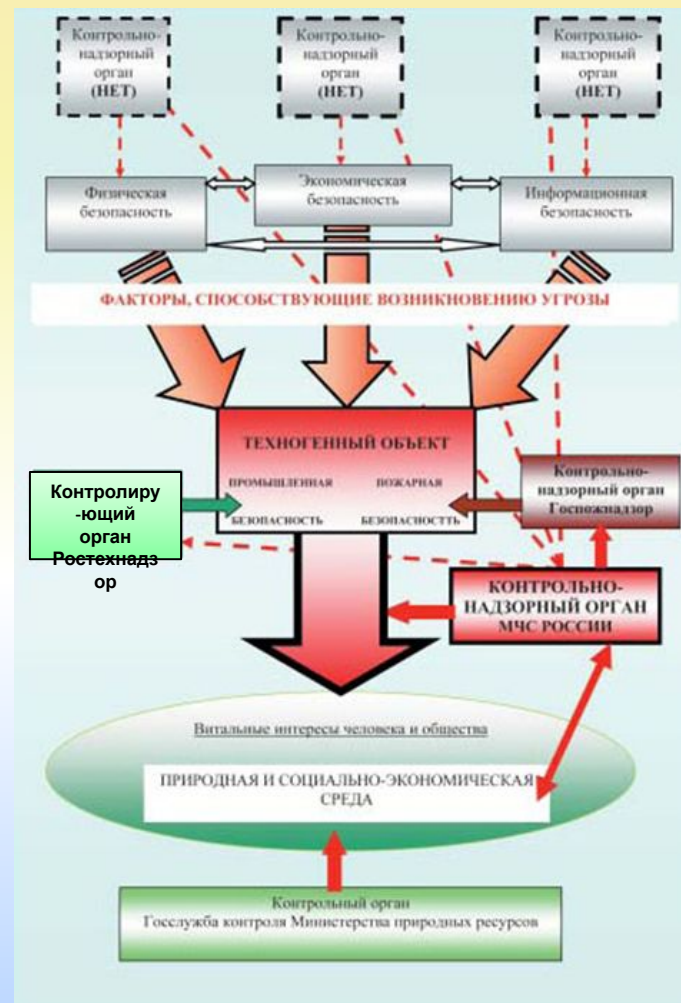 Контрольно-
надзорный
орган
(НЕТ)
Контрольно-
надзорный
орган
(НЕТ)
Контрольно-
надзорный
орган
(НЕТ)
Физическая
безопасность
Экономическая
безопасность
Информационная
безопасность
ФАКТОРЫ, СПОСОБСТВУЮЩИЕ ВОЗНИКНОВЕНИЮ УГРОЗЫ
ТЕХНОГЕННЫЙ ОБЪЕКТ
ПРОМЫШЛЕННАЯ
БЕЗОПАСНОСТЬ
ПОЖАРНАЯ
БЕЗОПАСНОСТТЬ
Контролиру
-ющий
орган
Ростехнадз
ор
Контрольно-
надзорный орган
Госпожнадзор
КОНТРОЛЬНО-
НАДЗОРНЫЙ ОРГАН
МЧС РОССИИ
Витальные интересы человека и общества
ПРИРОДНАЯ И СОЦИАЛЬНО-ЭКОНОМИЧЕСКАЯ
СРЕДА
Контрольный орган
Госслужба контроля Министерства природных ресурсов